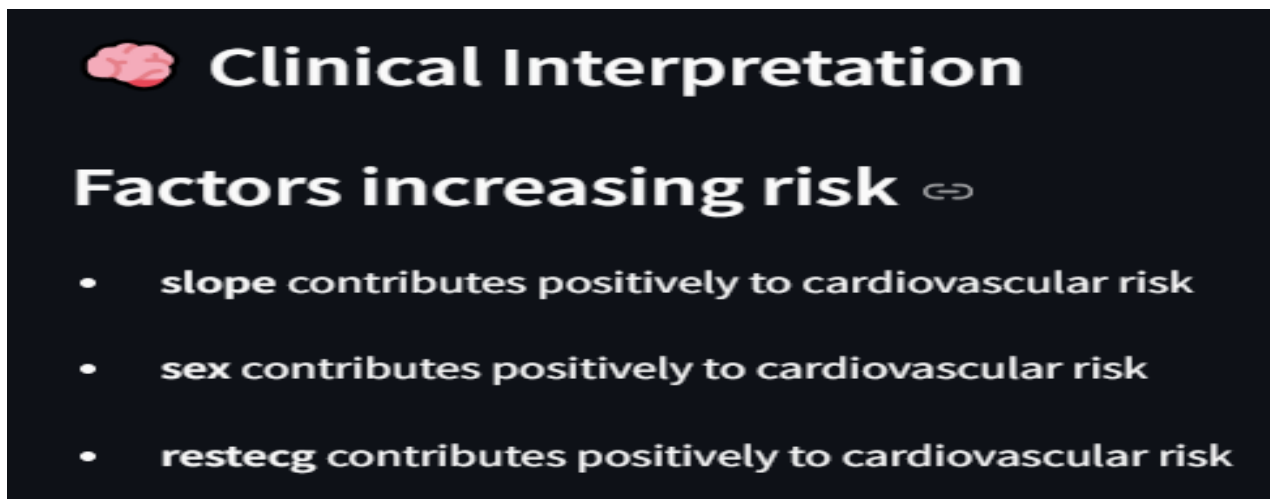 🧠 Clinical Interpretation
Factors increasing risk
• slope contributes positively to cardiovascular risk
• sex contributes positively to cardiovascular risk
• restecg contributes positively to cardiovascular risk